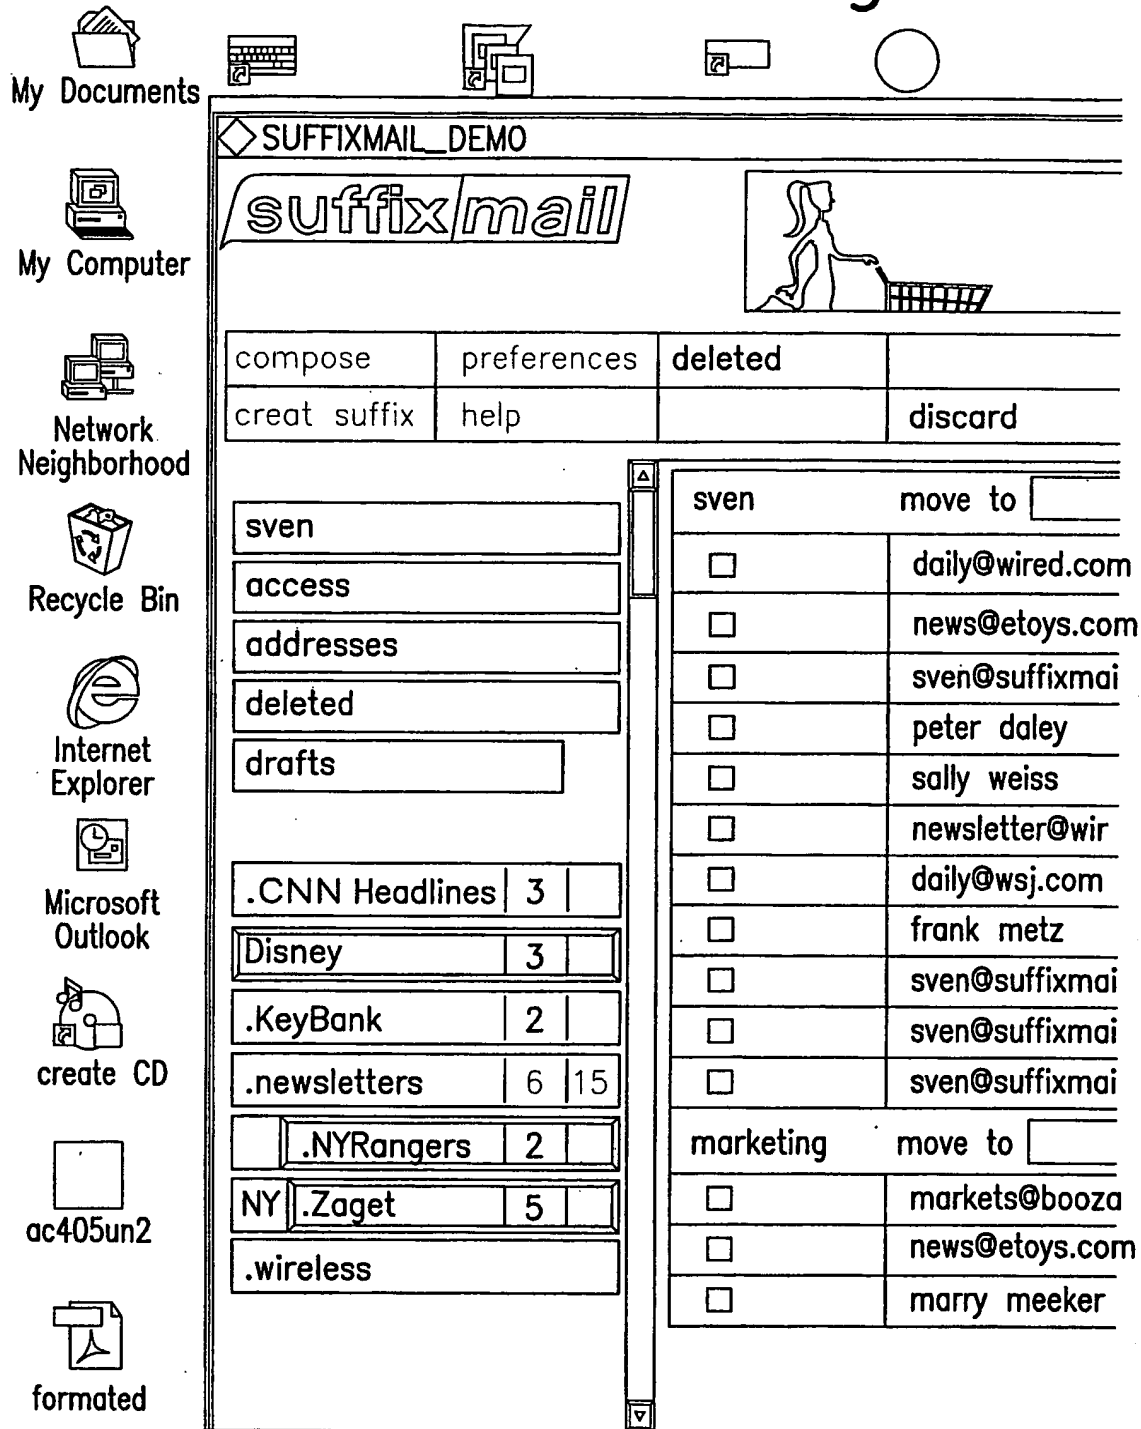 My Documents
My Computer
Network
Neighborhood
Recycle Bin
Internet
Explorer
Microsoft
Outlook
create CD
ac405un2
formated
SUFFIXMAIL_DEMO
suffix mail
compose preferences deleted
creat suffix help discard
sven
access
addresses
deleted
drafts
.CNN Headlines 3
Disney 3
.KeyBank 2
.newsletters 6 15
.NYRangers 2
NY .Zaget 5
.wireless
sven move to
daily@wired.com
news@etoys.com
sven@suffixmai
peter daley
sally weiss
newsletter@wir
daily@wsj.com
frank metz
sven@suffixmai
sven@suffixmai
sven@suffixmai
marketing move to
markets@booza
news@etoys.com
marry meeker